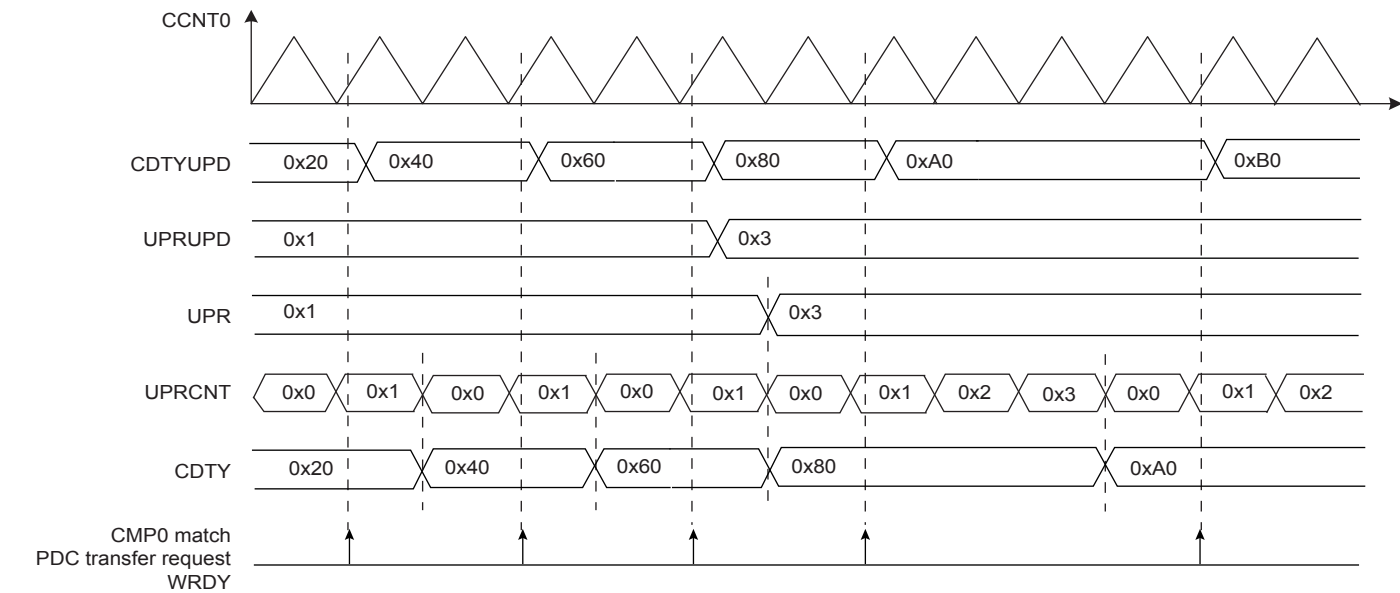 CCNT0
CDTYUPD 0x20 0x40 0x60 0x80 0xA0 0xB0
UPRUPD 0x1 0x3
UPR 0x1 0x3
UPRCNT 0x0 0x1 0x0 0x1 0x0 0x1 0x0 0x1 0x2 0x3 0x0 0x1 0x2
CDTY 0x20 0x40 0x60 0x80 0xA0
CMP0 match
PDC transfer request
WRDY